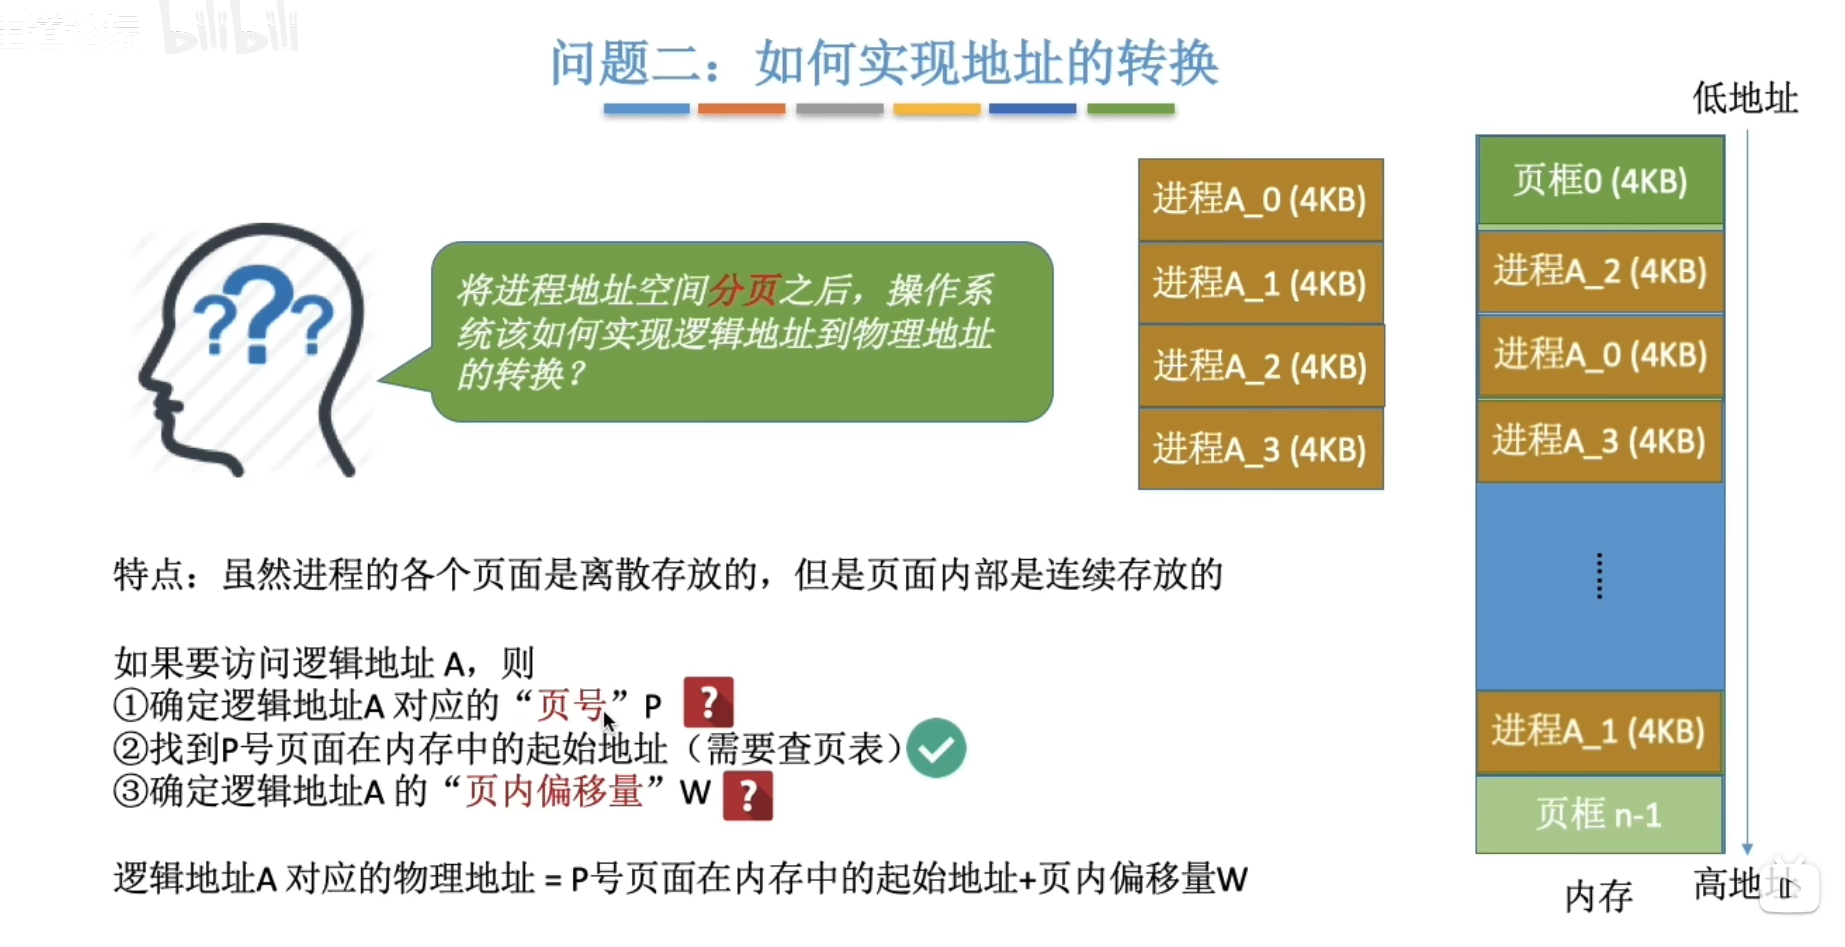 bilibili
问题二：如何实现地址的转换
低地址
进程A_0 (4KB)
进程A_1 (4KB)
进程A_2 (4KB)
进程A_3 (4KB)
页框0 (4KB)
进程A_2 (4KB)
进程A_0 (4KB)
进程A_3 (4KB)
......
进程A_1 (4KB)
页框 n-1
内存
高地址
???
将进程地址空间分页之后，操作系
统该如何实现逻辑地址到物理地址
的转换？
特点：虽然进程的各个页面是离散存放的，但是页面内部是连续存放的
如果要访问逻辑地址 A，则
①确定逻辑地址A 对应的“页号”P ?
②找到P号页面在内存中的起始地址（需要查页表）
③确定逻辑地址A 的“页内偏移量”W ?
逻辑地址A 对应的物理地址 = P号页面在内存中的起始地址+页内偏移量W